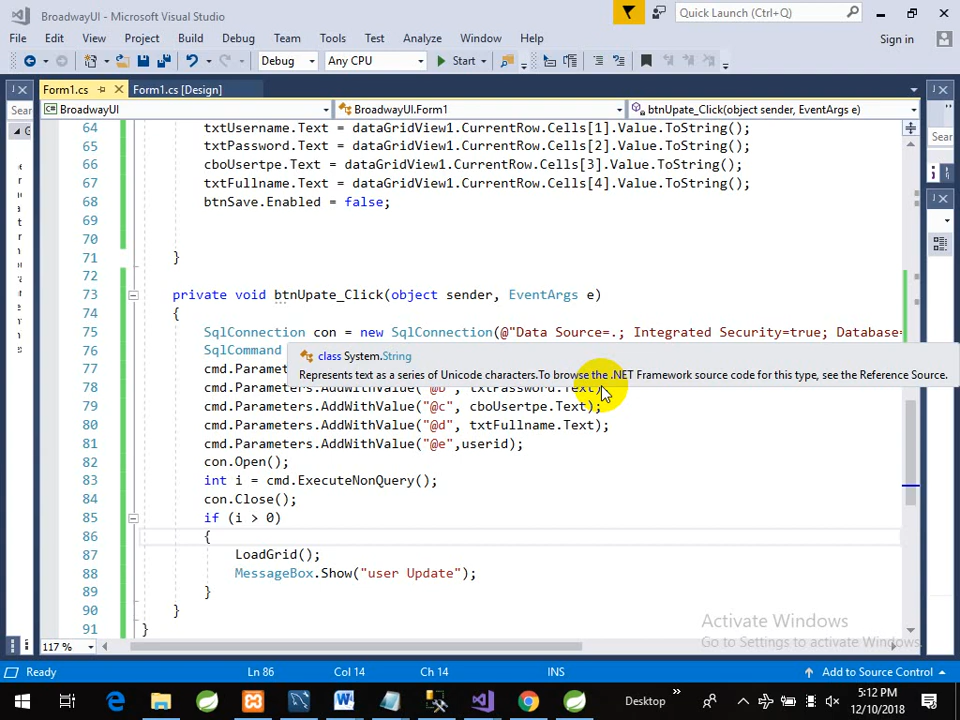 BroadwayUI - Microsoft Visual Studio
Quick Launch (Ctrl+Q)
File Edit View Project Build Debug Team Tools Test Analyze Window Help Sign in
Debug Any CPU Start
Form1.cs Form1.cs [Design]
Sear BroadwayUI BroadwayUI.Form1 btnUpate_Click(object sender, EventArgs e)
64 txtUsername.Text = dataGridView1.CurrentRow.Cells[1].Value.ToString();
65 txtPassword.Text = dataGridView1.CurrentRow.Cells[2].Value.ToString();
66 cboUsertpe.Text = dataGridView1.CurrentRow.Cells[3].Value.ToString();
67 txtFullname.Text = dataGridView1.CurrentRow.Cells[4].Value.ToString();
68 btnSave.Enabled = false;
69
70
71 }
72
73 private void btnUpate_Click(object sender, EventArgs e)
74 {
75 SqlConnection con = new SqlConnection(@"Data Source=.; Integrated Security=true; Database=
76 SqlCommand
class System.String
77 cmd.Parame
Represents text as a series of Unicode characters.To browse the .NET Framework source code for this type, see the Reference Source.
78 cmd.Parameters.AddWithValue("@b", txtPassword.Text);
79 cmd.Parameters.AddWithValue("@c", cboUsertpe.Text);
80 cmd.Parameters.AddWithValue("@d", txtFullname.Text);
81 cmd.Parameters.AddWithValue("@e",userid);
82 con.Open();
83 int i = cmd.ExecuteNonQuery();
84 con.Close();
85 if (i > 0)
86 {
87 LoadGrid();
88 MessageBox.Show("user Update");
89 }
90 }
91 }
Activate Windows
Go to Settings to activate Windows.
117 %
Ready Ln 86 Col 14 Ch 14 INS Add to Source Control
Desktop
5:12 PM
12/10/2018